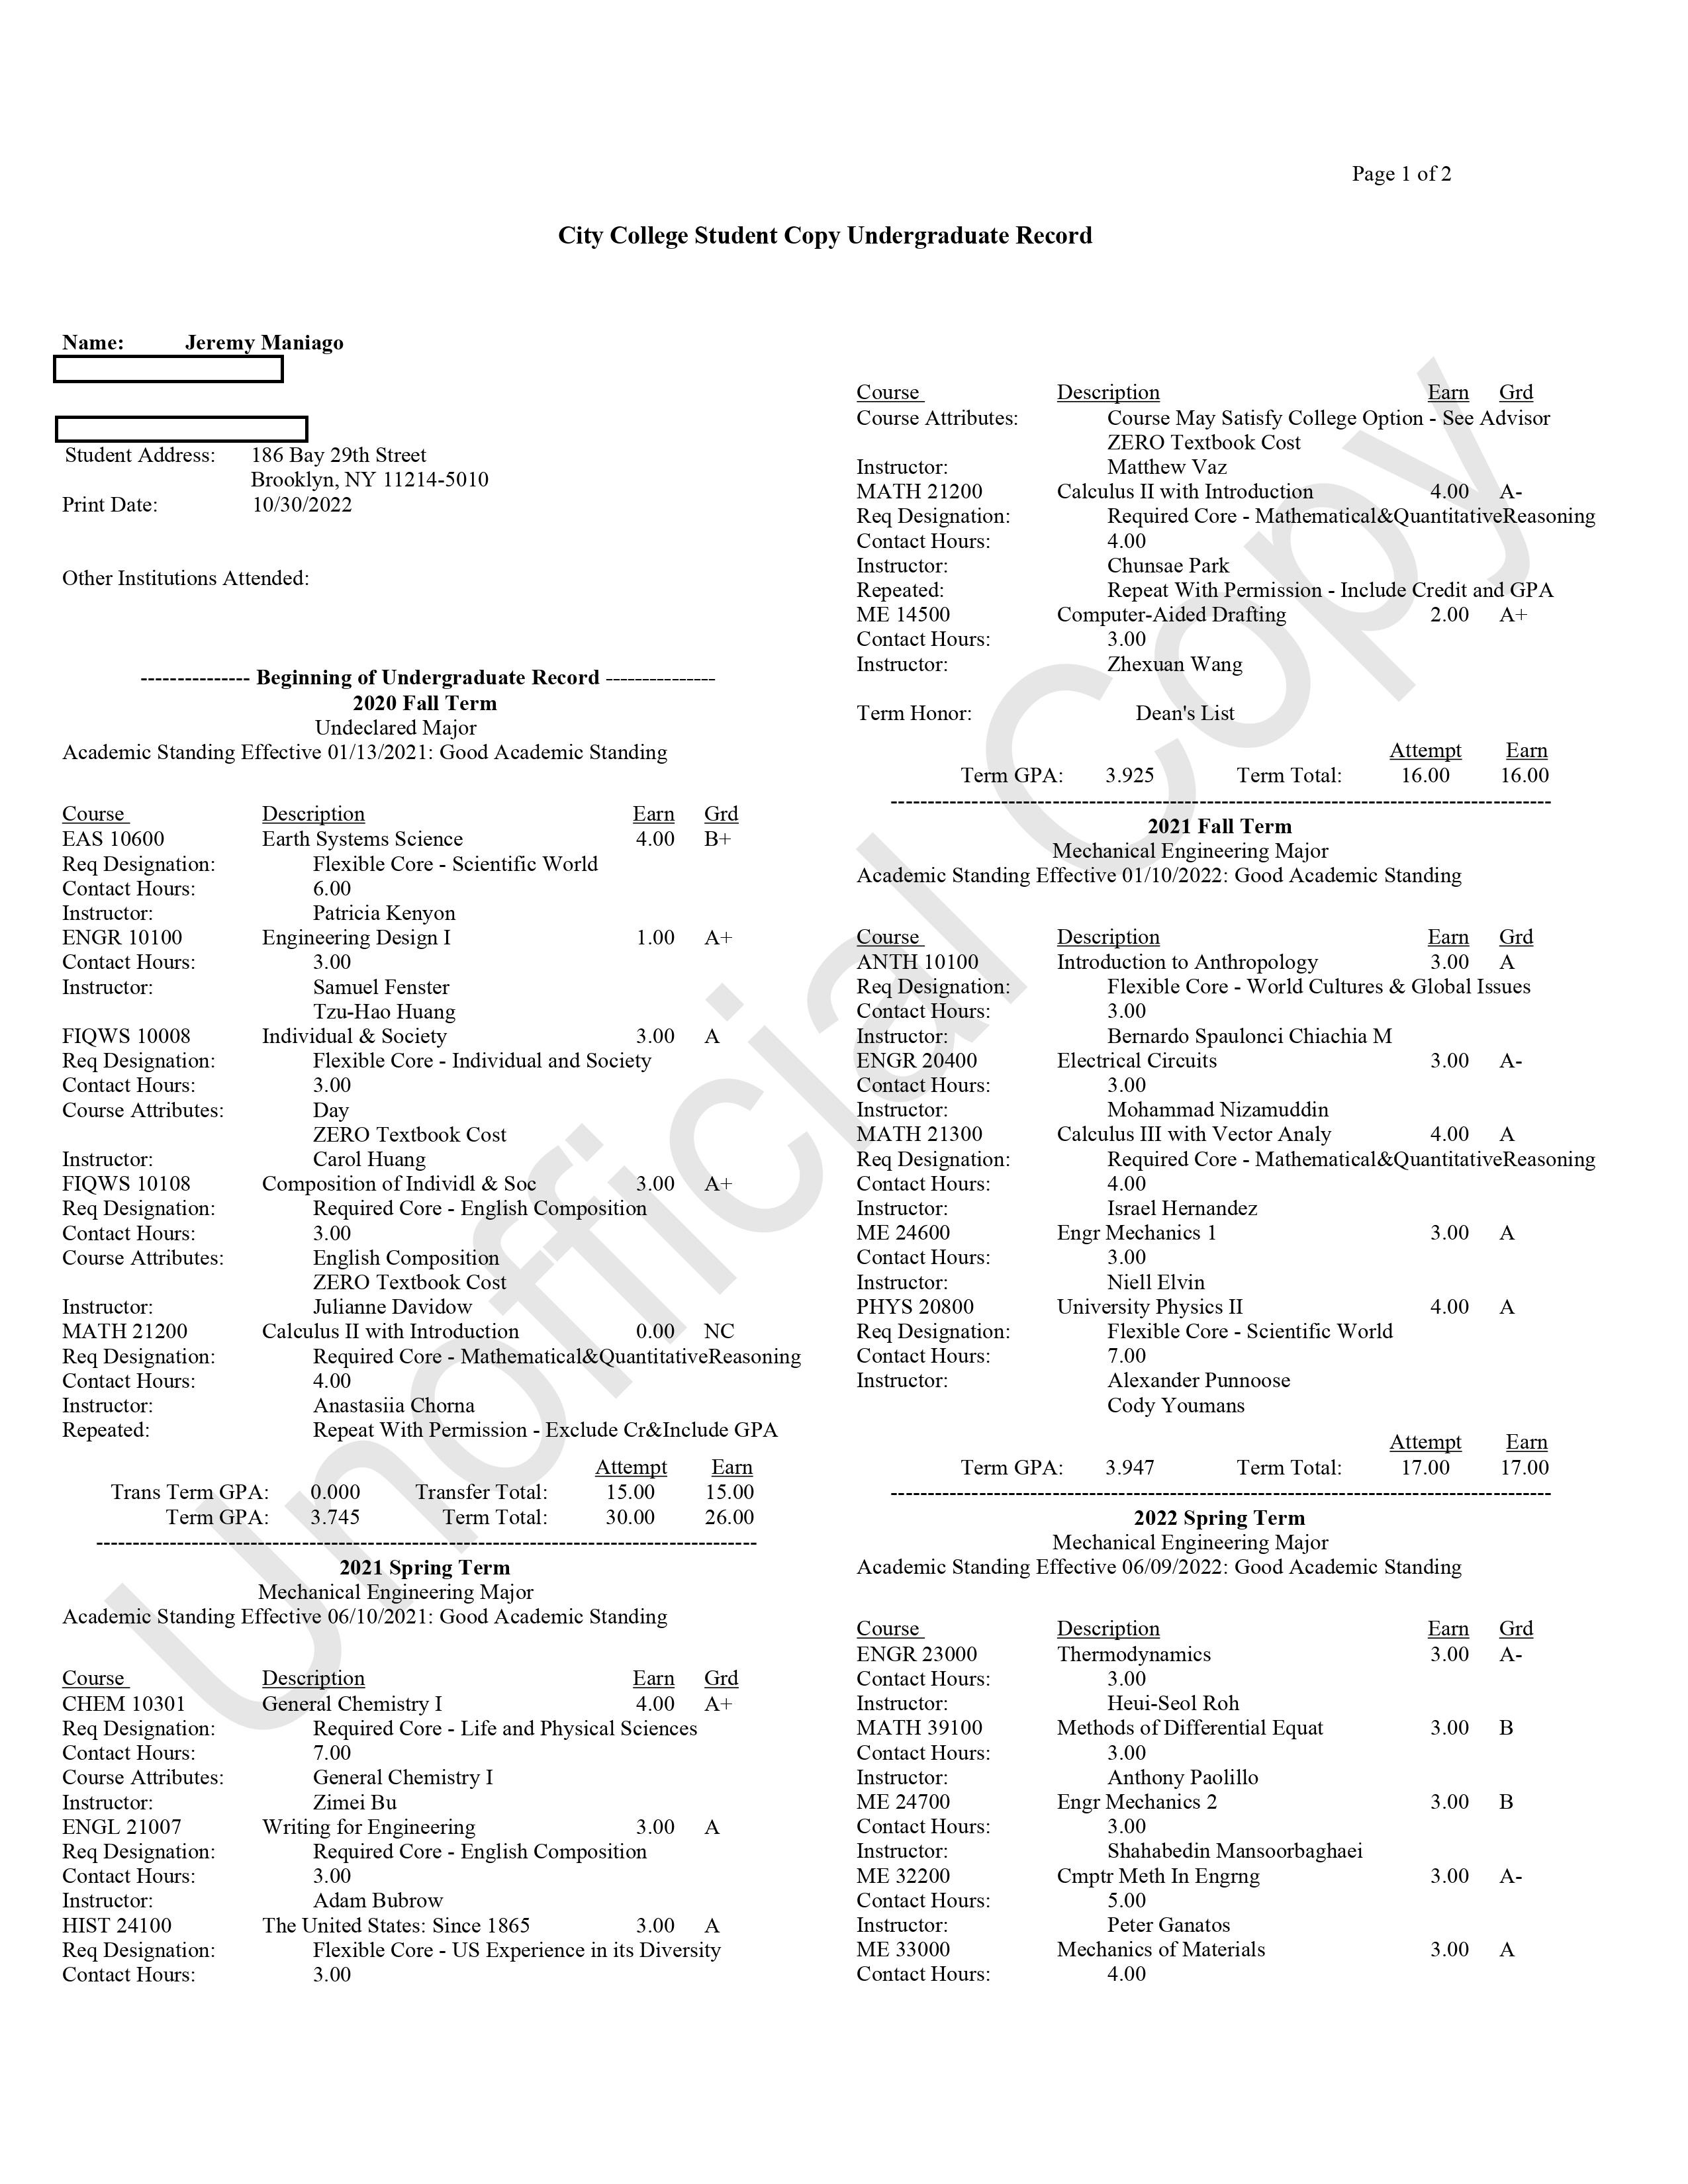 Page 1 of 2
City College Student Copy Undergraduate Record
Name: Jeremy Maniago
Student Address: 186 Bay 29th Street
Brooklyn, NY 11214-5010
Print Date: 10/30/2022
Other Institutions Attended:
--------------- Beginning of Undergraduate Record ---------------
2020 Fall Term
Undeclared Major
Academic Standing Effective 01/13/2021: Good Academic Standing
Course Description Earn Grd
EAS 10600 Earth Systems Science 4.00 B+
Req Designation: Flexible Core - Scientific World
Contact Hours: 6.00
Instructor: Patricia Kenyon
ENGR 10100 Engineering Design I 1.00 A+
Contact Hours: 3.00
Instructor: Samuel Fenster
Tzu-Hao Huang
FIQWS 10008 Individual & Society 3.00 A
Req Designation: Flexible Core - Individual and Society
Contact Hours: 3.00
Course Attributes: Day
ZERO Textbook Cost
Instructor: Carol Huang
FIQWS 10108 Composition of Individl & Soc 3.00 A+
Req Designation: Required Core - English Composition
Contact Hours: 3.00
Course Attributes: English Composition
ZERO Textbook Cost
Instructor: Julianne Davidow
MATH 21200 Calculus II with Introduction 0.00 NC
Req Designation: Required Core - Mathematical&QuantitativeReasoning
Contact Hours: 4.00
Instructor: Anastasiia Chorna
Repeated: Repeat With Permission - Exclude Cr&Include GPA
Attempt Earn
Trans Term GPA: 0.000 Transfer Total: 15.00 15.00
Term GPA: 3.745 Term Total: 30.00 26.00
2021 Spring Term
Mechanical Engineering Major
Academic Standing Effective 06/10/2021: Good Academic Standing
Course Description Earn Grd
CHEM 10301 General Chemistry I 4.00 A+
Req Designation: Required Core - Life and Physical Sciences
Contact Hours: 7.00
Course Attributes: General Chemistry I
Instructor: Zimei Bu
ENGL 21007 Writing for Engineering 3.00 A
Req Designation: Required Core - English Composition
Contact Hours: 3.00
Instructor: Adam Bubrow
HIST 24100 The United States: Since 1865 3.00 A
Req Designation: Flexible Core - US Experience in its Diversity
Contact Hours: 3.00
Course Description Earn Grd
Course Attributes: Course May Satisfy College Option - See Advisor
ZERO Textbook Cost
Instructor: Matthew Vaz
MATH 21200 Calculus II with Introduction 4.00 A-
Req Designation: Required Core - Mathematical&QuantitativeReasoning
Contact Hours: 4.00
Instructor: Chunsae Park
Repeated: Repeat With Permission - Include Credit and GPA
ME 14500 Computer-Aided Drafting 2.00 A+
Contact Hours: 3.00
Instructor: Zhexuan Wang
Term Honor: Dean's List
Attempt Earn
Term GPA: 3.925 Term Total: 16.00 16.00
2021 Fall Term
Mechanical Engineering Major
Academic Standing Effective 01/10/2022: Good Academic Standing
Course Description Earn Grd
ANTH 10100 Introduction to Anthropology 3.00 A
Req Designation: Flexible Core - World Cultures & Global Issues
Contact Hours: 3.00
Instructor: Bernardo Spaulonci Chiachia M
ENGR 20400 Electrical Circuits 3.00 A-
Contact Hours: 3.00
Instructor: Mohammad Nizamuddin
MATH 21300 Calculus III with Vector Analy 4.00 A
Req Designation: Required Core - Mathematical&QuantitativeReasoning
Contact Hours: 4.00
Instructor: Israel Hernandez
ME 24600 Engr Mechanics 1 3.00 A
Contact Hours: 3.00
Instructor: Niell Elvin
PHYS 20800 University Physics II 4.00 A
Req Designation: Flexible Core - Scientific World
Contact Hours: 7.00
Instructor: Alexander Punnoose
Cody Youmans
Attempt Earn
Term GPA: 3.947 Term Total: 17.00 17.00
2022 Spring Term
Mechanical Engineering Major
Academic Standing Effective 06/09/2022: Good Academic Standing
Course Description Earn Grd
ENGR 23000 Thermodynamics 3.00 A-
Contact Hours: 3.00
Instructor: Heui-Seol Roh
MATH 39100 Methods of Differential Equat 3.00 B
Contact Hours: 3.00
Instructor: Anthony Paolillo
ME 24700 Engr Mechanics 2 3.00 B
Contact Hours: 3.00
Instructor: Shahabedin Mansoorbaghaei
ME 32200 Cmptr Meth In Engrng 3.00 A-
Contact Hours: 5.00
Instructor: Peter Ganatos
ME 33000 Mechanics of Materials 3.00 A
Contact Hours: 4.00
Unofficial Copy